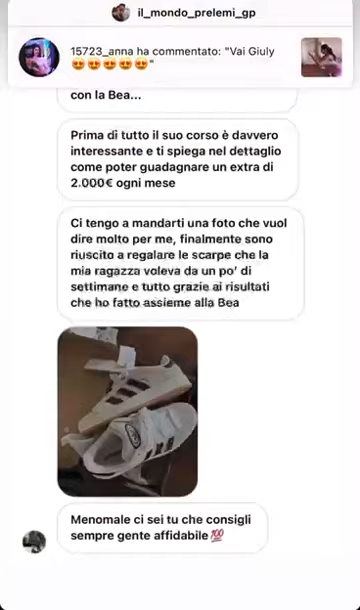 il_mondo_prelemi_gp
15723_anna ha commentato: "Vai Giuly
😍😍😍😍😍"
con la Bea...
Prima di tutto il suo corso è davvero
interessante e ti spiega nel dettaglio
come poter guadagnare un extra di
2.000€ ogni mese
Ci tengo a mandarti una foto che vuol
dire molto per me, finalmente sono
riuscito a regalare le scarpe che la
mia ragazza voleva da un po' di
settimane e tutto grazie ai risultati
che ho fatto assieme alla Bea
Menomale ci sei tu che consigli
sempre gente affidabile 💯